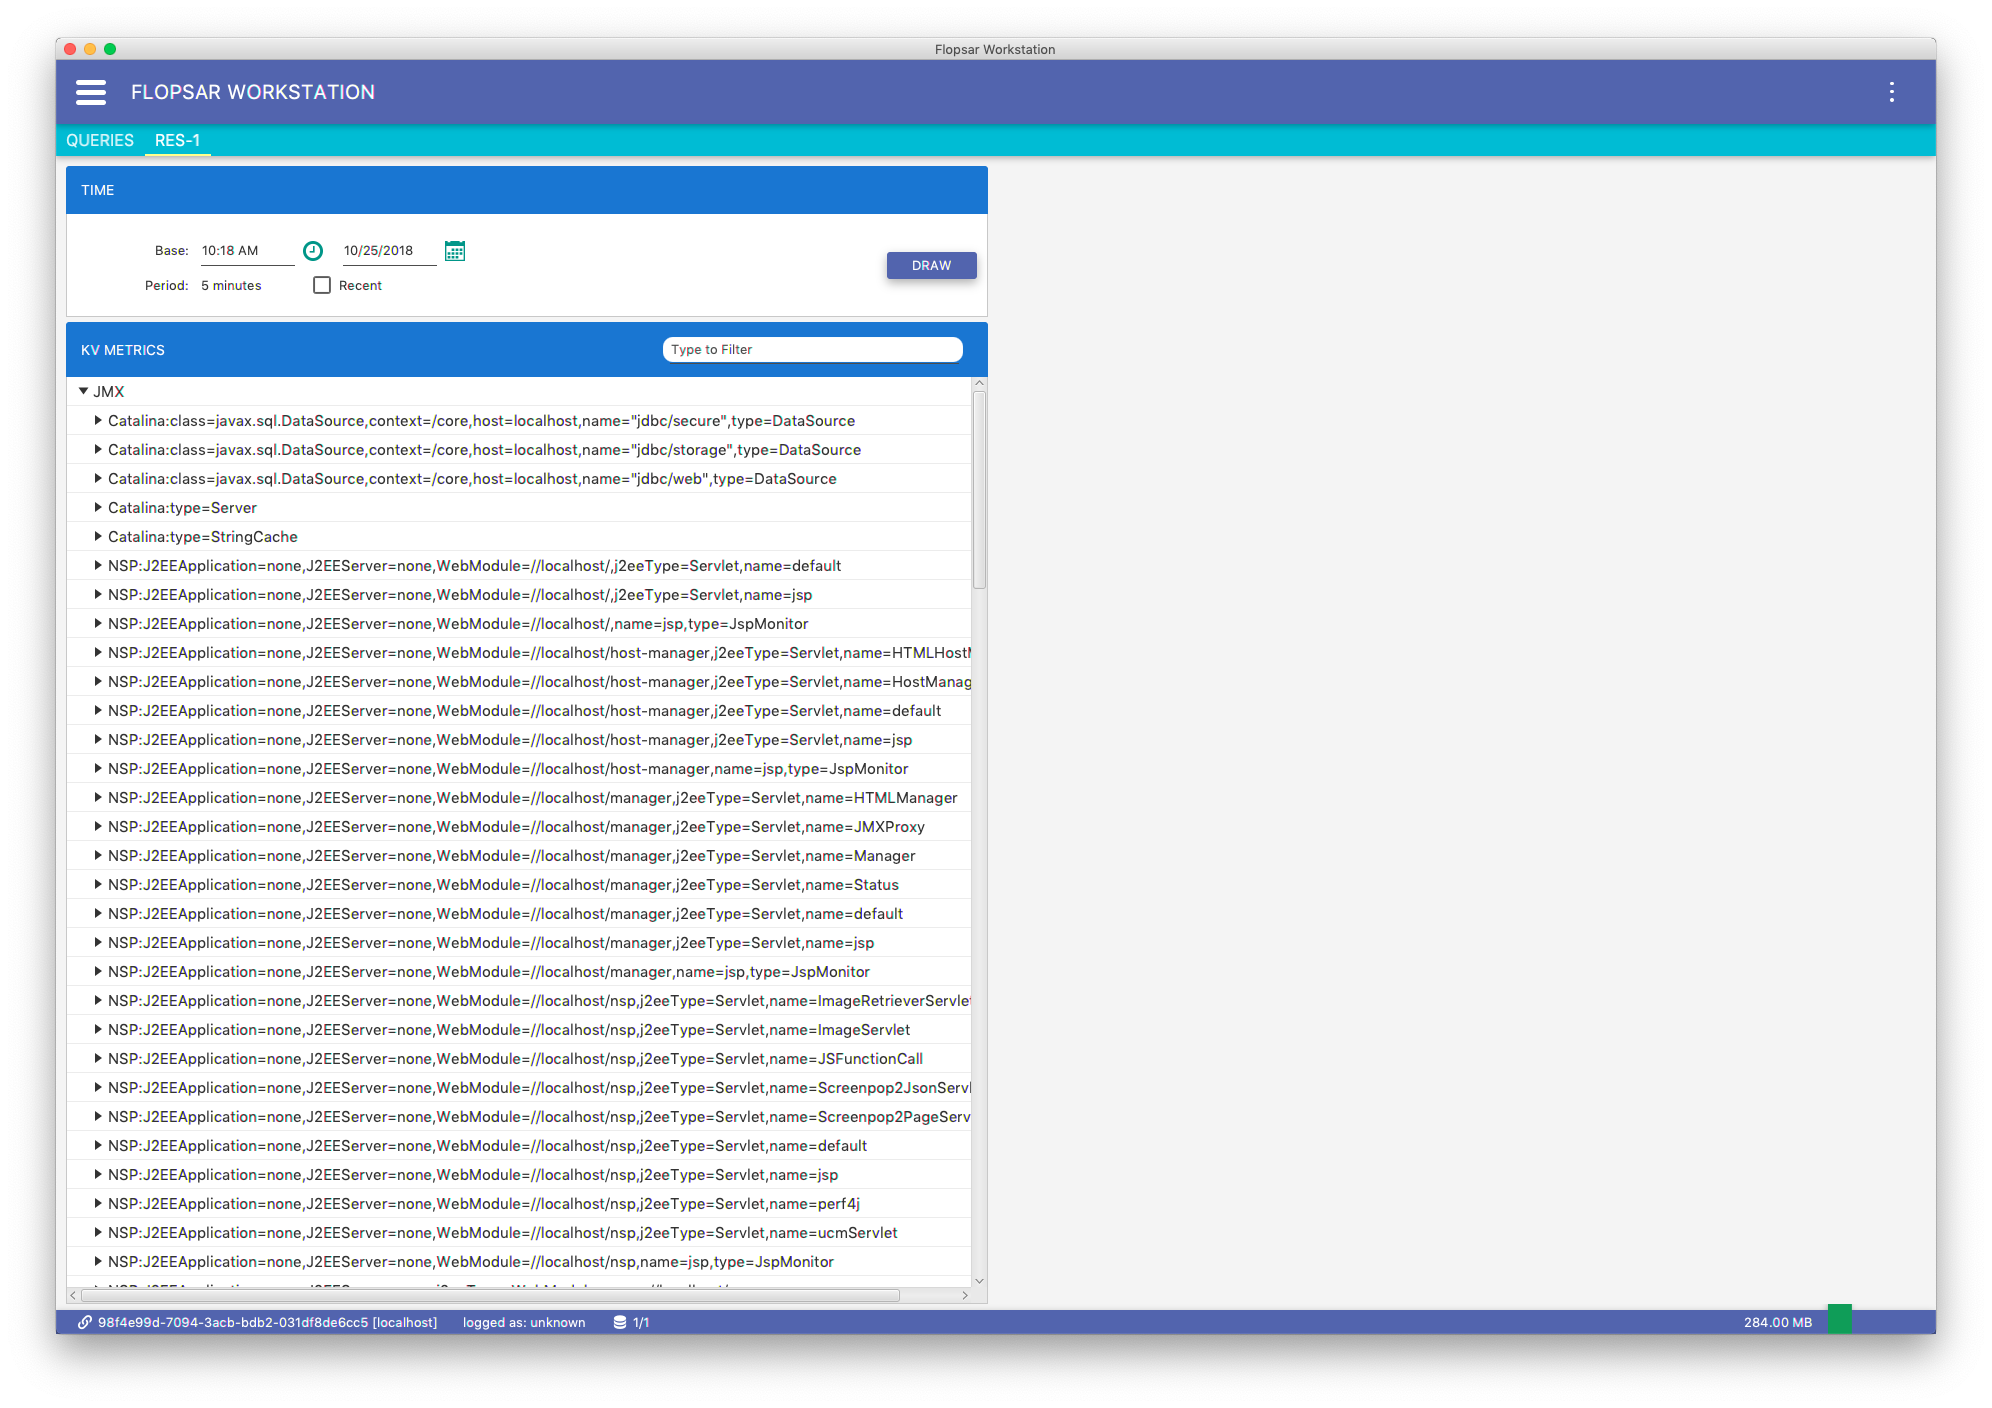 Flopsar Workstation
FLOPSAR WORKSTATION
QUERIES RES-1
TIME
Base: 10:18 AM 10/25/2018
DRAW
Period: 5 minutes Recent
KV METRICS Type to Filter
JMX
Catalina:class=javax.sql.DataSource,context=/core,host=localhost,name="jdbc/secure",type=DataSource
Catalina:class=javax.sql.DataSource,context=/core,host=localhost,name="jdbc/storage",type=DataSource
Catalina:class=javax.sql.DataSource,context=/core,host=localhost,name="jdbc/web",type=DataSource
Catalina:type=Server
Catalina:type=StringCache
NSP:J2EEApplication=none,J2EEServer=none,WebModule=//localhost/,j2eeType=Servlet,name=default
NSP:J2EEApplication=none,J2EEServer=none,WebModule=//localhost/,j2eeType=Servlet,name=jsp
NSP:J2EEApplication=none,J2EEServer=none,WebModule=//localhost/,name=jsp,type=JspMonitor
NSP:J2EEApplication=none,J2EEServer=none,WebModule=//localhost/host-manager,j2eeType=Servlet,name=HTMLHostM
NSP:J2EEApplication=none,J2EEServer=none,WebModule=//localhost/host-manager,j2eeType=Servlet,name=HostManag
NSP:J2EEApplication=none,J2EEServer=none,WebModule=//localhost/host-manager,j2eeType=Servlet,name=default
NSP:J2EEApplication=none,J2EEServer=none,WebModule=//localhost/host-manager,j2eeType=Servlet,name=jsp
NSP:J2EEApplication=none,J2EEServer=none,WebModule=//localhost/host-manager,name=jsp,type=JspMonitor
NSP:J2EEApplication=none,J2EEServer=none,WebModule=//localhost/manager,j2eeType=Servlet,name=HTMLManager
NSP:J2EEApplication=none,J2EEServer=none,WebModule=//localhost/manager,j2eeType=Servlet,name=JMXProxy
NSP:J2EEApplication=none,J2EEServer=none,WebModule=//localhost/manager,j2eeType=Servlet,name=Manager
NSP:J2EEApplication=none,J2EEServer=none,WebModule=//localhost/manager,j2eeType=Servlet,name=Status
NSP:J2EEApplication=none,J2EEServer=none,WebModule=//localhost/manager,j2eeType=Servlet,name=default
NSP:J2EEApplication=none,J2EEServer=none,WebModule=//localhost/manager,j2eeType=Servlet,name=jsp
NSP:J2EEApplication=none,J2EEServer=none,WebModule=//localhost/manager,name=jsp,type=JspMonitor
NSP:J2EEApplication=none,J2EEServer=none,WebModule=//localhost/nsp,j2eeType=Servlet,name=ImageRetrieverServlet
NSP:J2EEApplication=none,J2EEServer=none,WebModule=//localhost/nsp,j2eeType=Servlet,name=ImageServlet
NSP:J2EEApplication=none,J2EEServer=none,WebModule=//localhost/nsp,j2eeType=Servlet,name=JSFunctionCall
NSP:J2EEApplication=none,J2EEServer=none,WebModule=//localhost/nsp,j2eeType=Servlet,name=Screenpop2JsonServl
NSP:J2EEApplication=none,J2EEServer=none,WebModule=//localhost/nsp,j2eeType=Servlet,name=Screenpop2PageServ
NSP:J2EEApplication=none,J2EEServer=none,WebModule=//localhost/nsp,j2eeType=Servlet,name=default
NSP:J2EEApplication=none,J2EEServer=none,WebModule=//localhost/nsp,j2eeType=Servlet,name=jsp
NSP:J2EEApplication=none,J2EEServer=none,WebModule=//localhost/nsp,j2eeType=Servlet,name=perf4j
NSP:J2EEApplication=none,J2EEServer=none,WebModule=//localhost/nsp,j2eeType=Servlet,name=ucmServlet
NSP:J2EEApplication=none,J2EEServer=none,WebModule=//localhost/nsp,name=jsp,type=JspMonitor
98f4e99d-7094-3acb-bdb2-031df8de6cc5 [localhost] logged as: unknown 1/1 284.00 MB